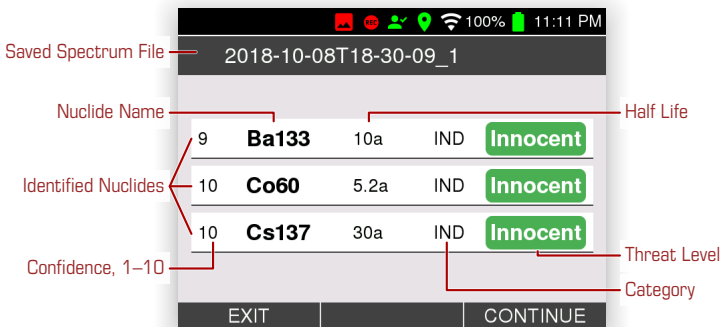 REC 100% 11:11 PM
Saved Spectrum File
2018-10-08T18-30-09_1
Nuclide Name
Half Life
9 Ba133 10a IND Innocent
Identified Nuclides
10 Co60 5.2a IND Innocent
10 Cs137 30a IND Innocent
Confidence, 1–10
Threat Level
Category
EXIT CONTINUE